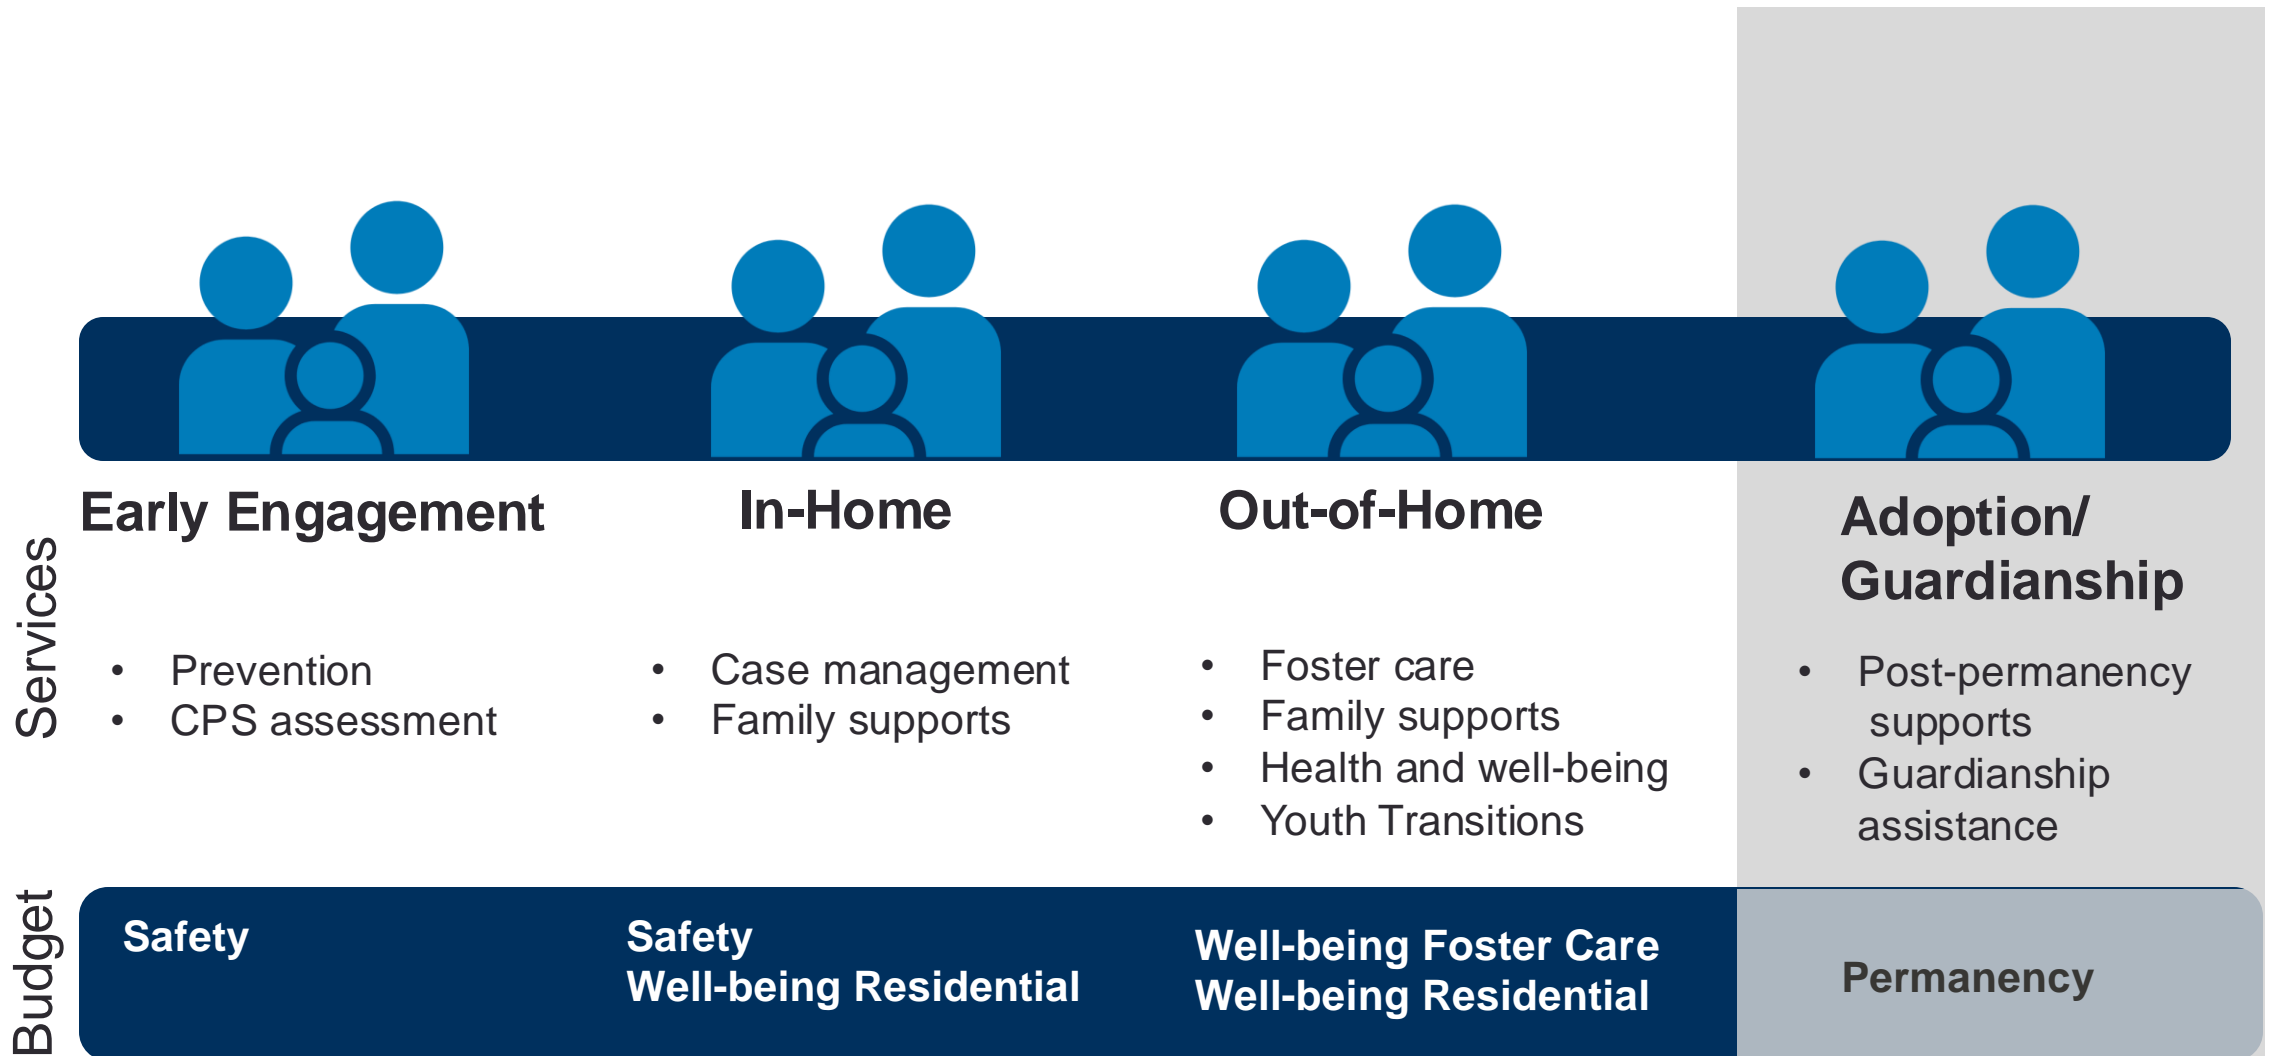 Services
Early Engagement
• Prevention
• CPS assessment
In-Home
• Case management
• Family supports
Out-of-Home
• Foster care
• Family supports
• Health and well-being
• Youth Transitions
Adoption/
Guardianship
• Post-permanency
supports
• Guardianship
assistance
Budget
Safety
Safety
Well-being Residential
Well-being Foster Care
Well-being Residential
Permanency